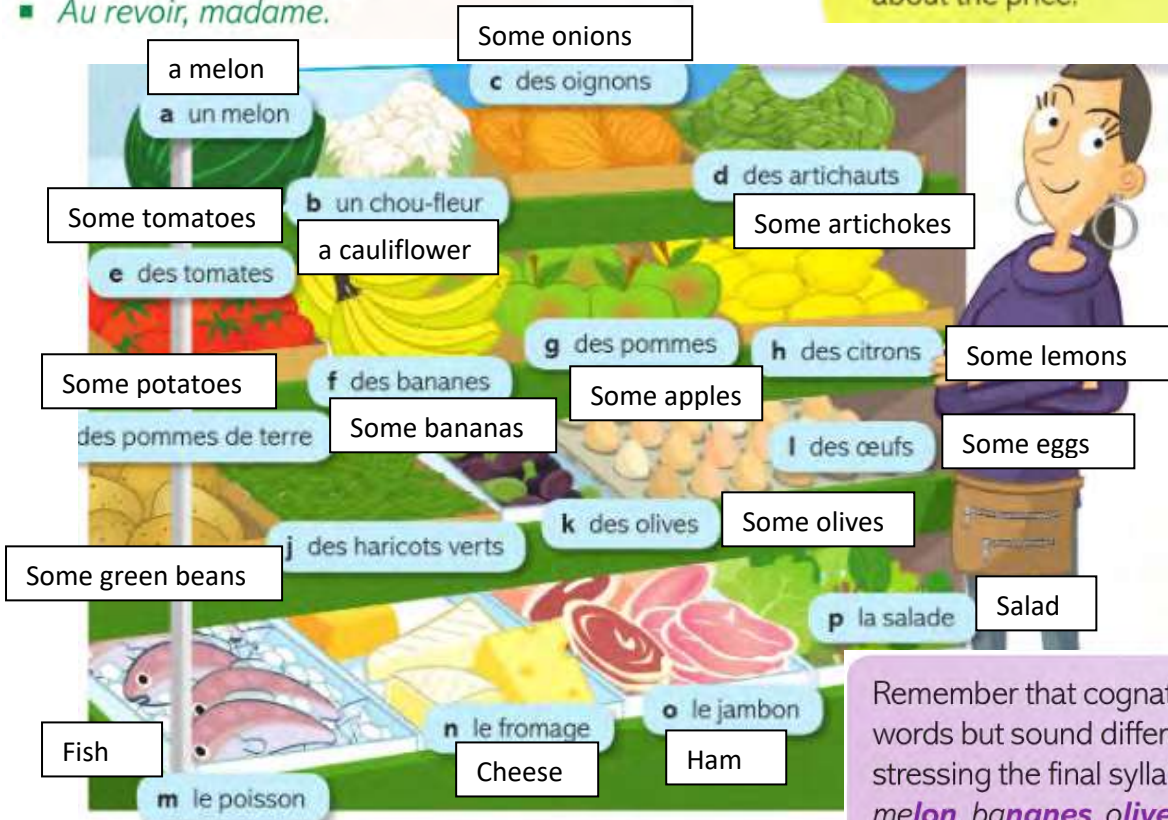 ▪ Au revoir, madame.
about the price.
Some onions
a melon
c des oignons
a un melon
d des artichauts
Some tomatoes
b un chou-fleur
Some artichokes
a cauliflower
e des tomates
g des pommes
h des citrons
Some lemons
Some potatoes
f des bananes
Some apples
des pommes de terre
Some bananas
l des œufs
Some eggs
k des olives
Some olives
j des haricots verts
Some green beans
p la salade
Salad
Remember that
words but sound
stressing the final
melon, bananes,
o le jambon
n le fromage
Fish
Ham
Cheese
m le poisson